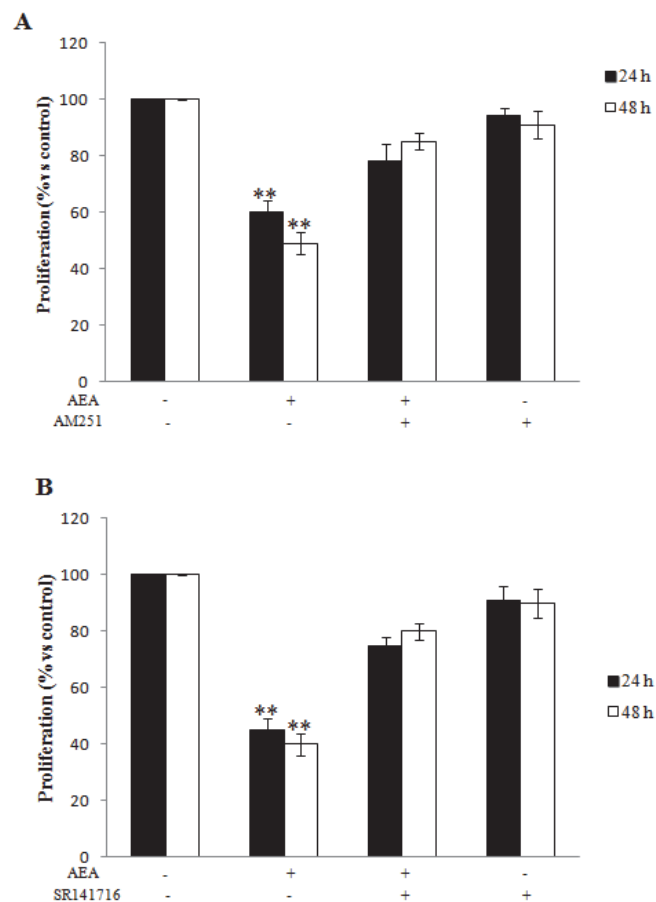 A
Proliferation (% vs control)
120
100
80
60
40
20
0
** **
24 h
48 h
AEA - + + -
AM251 - - + +
B
Proliferation (% vs control)
120
100
80
60
40
20
0
** **
24 h
48 h
AEA - + + -
SR141716 - - + +